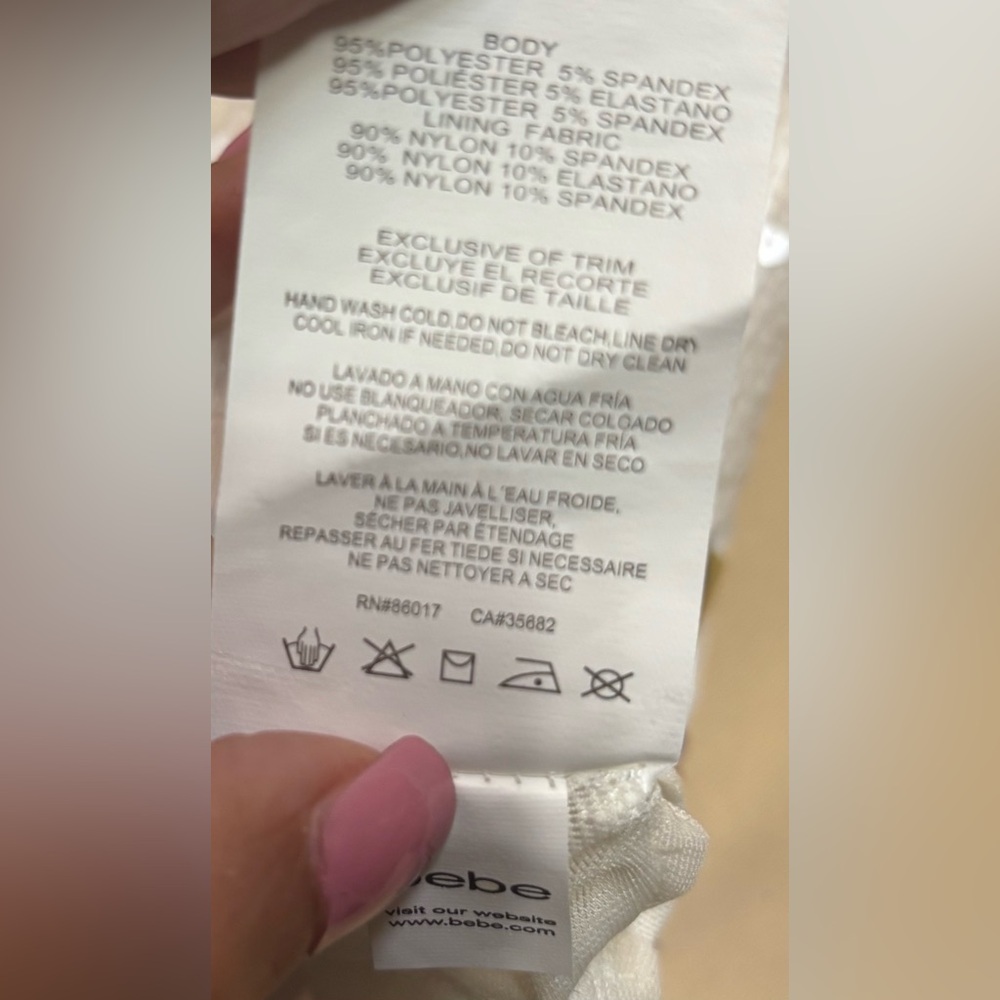 BODY
95%POLYESTER 5% SPANDEX
95% POLIÉSTER 5% ELASTANO
95%POLYESTER 5% SPANDEX
LINING FABRIC
90% NYLON 10% SPANDEX
90% NYLON 10% ELASTANO
90% NYLON 10% SPANDEX
EXCLUSIVE OF TRIM
EXCLUYE EL RECORTE
EXCLUSIF DE TAILLE
HAND WASH COLD,DO NOT BLEACH,LINE DRY
COOL IRON IF NEEDED,DO NOT DRY CLEAN
LAVADO A MANO CON AGUA FRÍA
NO USE BLANQUEADOR, SECAR COLGADO
PLANCHADO A TEMPERATURA FRÍA
SI ES NECESARIO,NO LAVAR EN SECO
LAVER À LA MAIN À L'EAU FROIDE,
NE PAS JAVELLISER,
SÉCHER PAR ÉTENDAGE
REPASSER AU FER TIEDE SI NECESSAIRE
NE PAS NETTOYER A SEC
RN#86017 CA#35682
bebe
visit our website
www.bebe.com